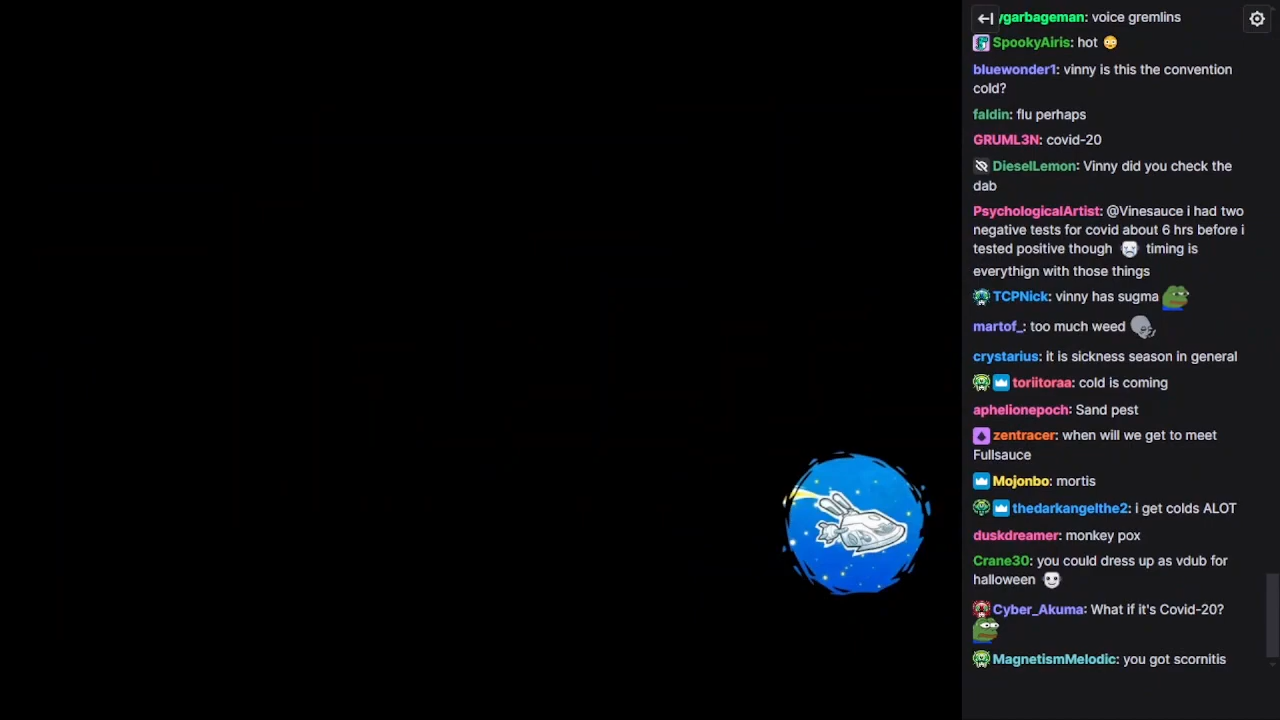 ygarbageman: voice gremlins
SpookyAiris: hot
bluewonder1: vinny is this the convention
cold?
faldin: flu perhaps
GRUML3N: covid-20
DieselLemon: Vinny did you check the
dab
PsychologicalArtist: @Vinesauce i had two
negative tests for covid about 6 hrs before i
tested positive though timing is
everythign with those things
TCPNick: vinny has sugma
martof_: too much weed
crystarius: it is sickness season in general
toriitoraa: cold is coming
aphelionepoch: Sand pest
zentracer: when will we get to meet
Fullsauce
Mojonbo: mortis
thedarkangelthe2: i get colds ALOT
duskdreamer: monkey pox
Crane30: you could dress up as vdub for
halloween
Cyber_Akuma: What if it's Covid-20?
MagnetismMelodic: you got scornitis